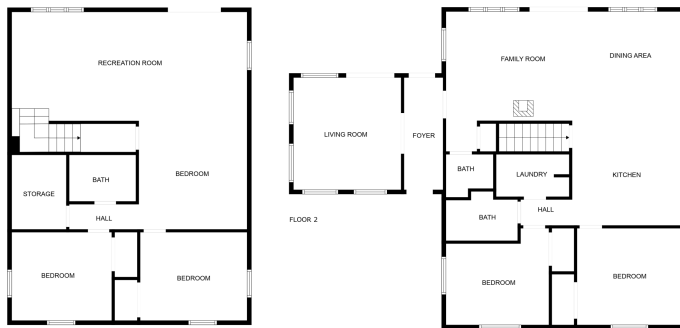 RECREATION ROOM
BATH
BEDROOM
STORAGE
HALL
BEDROOM
BEDROOM
FAMILY ROOM
DINING AREA
LIVING ROOM
FOYER
BATH
LAUNDRY
KITCHEN
BATH
HALL
FLOOR 2
BEDROOM
BEDROOM